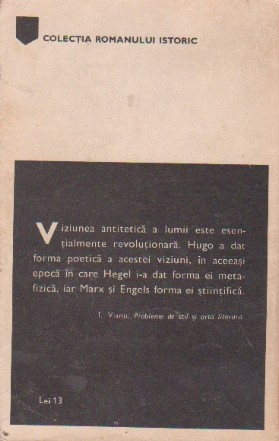 COLECȚIA ROMANULUI ISTORIC
Viziunea antitetică a lumii este esen-
țialmente revoluționară. Hugo a dat
forma poetică a acestei viziuni, în aceeași
epocă în care Hegel i-a dat forma ei meta-
fizică, iar Marx și Engels forma ei științifică.
T. Vianu, Probleme de stil și artă literară
Lei 13